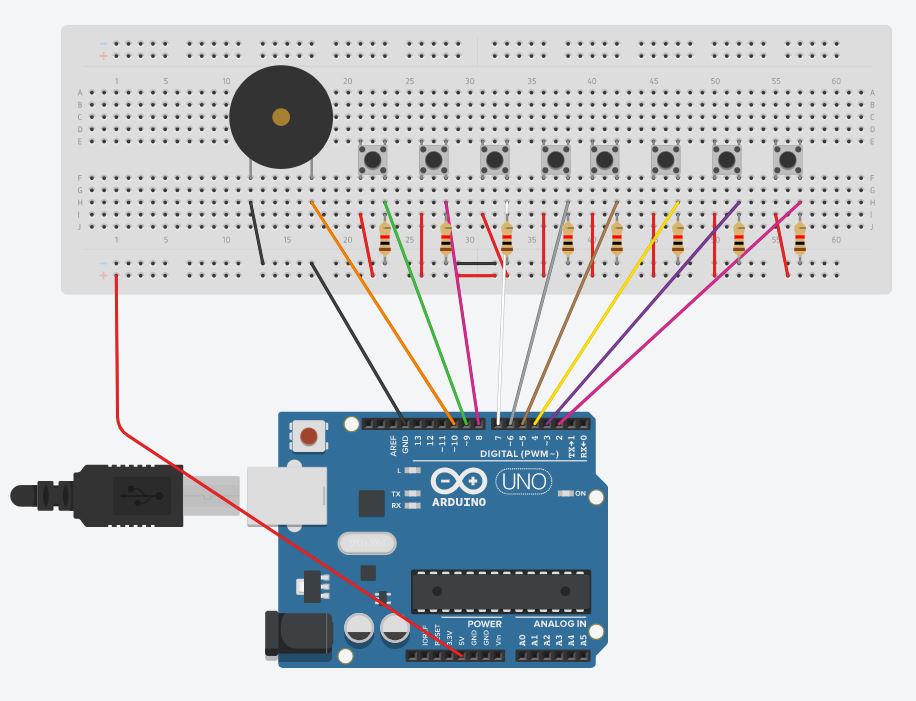 − −
+ +
1 5 10 20 25 30 35 40 45 50 55 60
A A
B B
C C
D D
E E
F F
G G
H H
I I
J J
1 10 15 20 25 30 35 40 45 50 55 60
−
+
AREF
GND
13
12
~11
~10
~9
8
7
~6
~5
4
~3
2
TX→1
RX←0
DIGITAL (PWM~)
L
TX
RX
UNO
ON
ARDUINO
POWER
ANALOG IN
IOREF
RESET
3.3V
5V
GND
GND
Vin
A0
A1
A2
A3
A4
A5